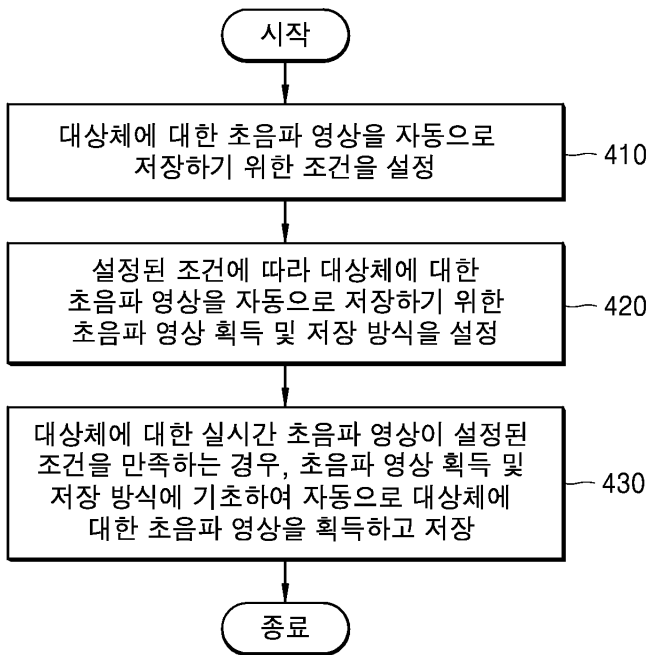 시작
대상체에 대한 초음파 영상을 자동으로
저장하기 위한 조건을 설정
410
설정된 조건에 따라 대상체에 대한
초음파 영상을 자동으로 저장하기 위한
초음파 영상 획득 및 저장 방식을 설정
420
대상체에 대한 실시간 초음파 영상이 설정된
조건을 만족하는 경우, 초음파 영상 획득 및
저장 방식에 기초하여 자동으로 대상체에
대한 초음파 영상을 획득하고 저장
430
종료